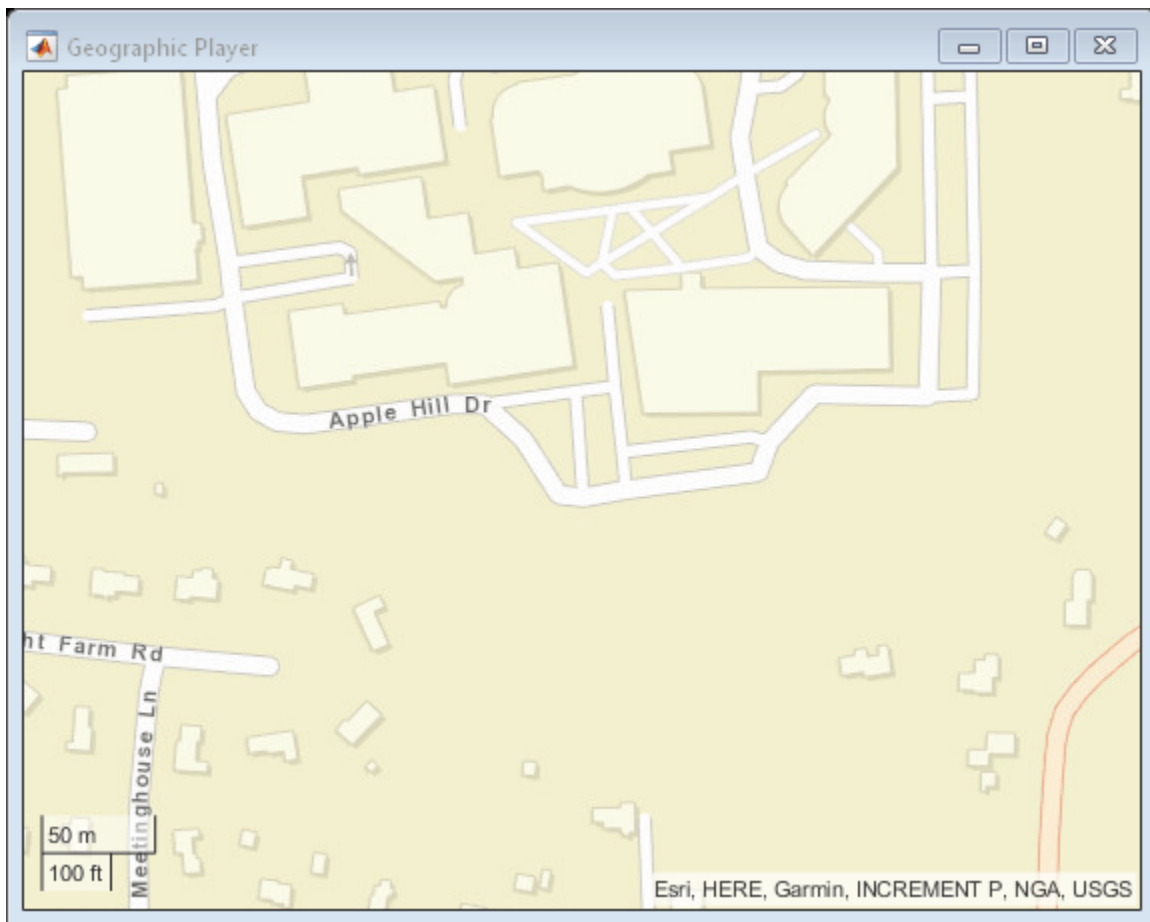 Geographic Player
Apple Hill Dr
ht Farm Rd
Meetinghouse Ln
50 m
100 ft
Esri, HERE, Garmin, INCREMENT P, NGA, USGS